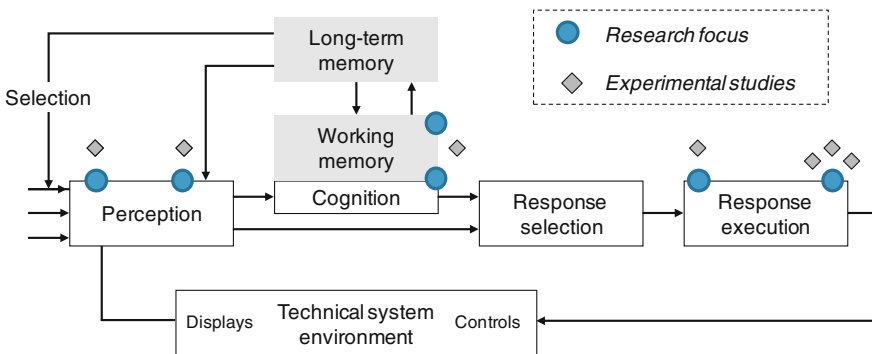 Long-term
memory
Research focus
Experimental studies
Selection
Working
memory
Cognition
Perception
Response
selection
Response
execution
Displays
Technical system
environment
Controls